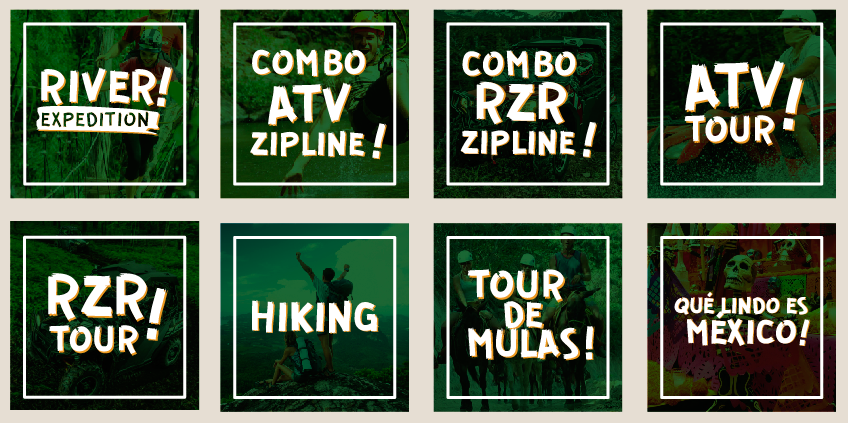 RIVER!
EXPEDITION
COMBO
ATV
ZIPLINE!
COMBO
RZR
ZIPLINE!
ATV!
TOUR
RZR!
TOUR
HIKING
TOUR
DE
MULAS!
QUÉ LINDO ES
MÉXICO!